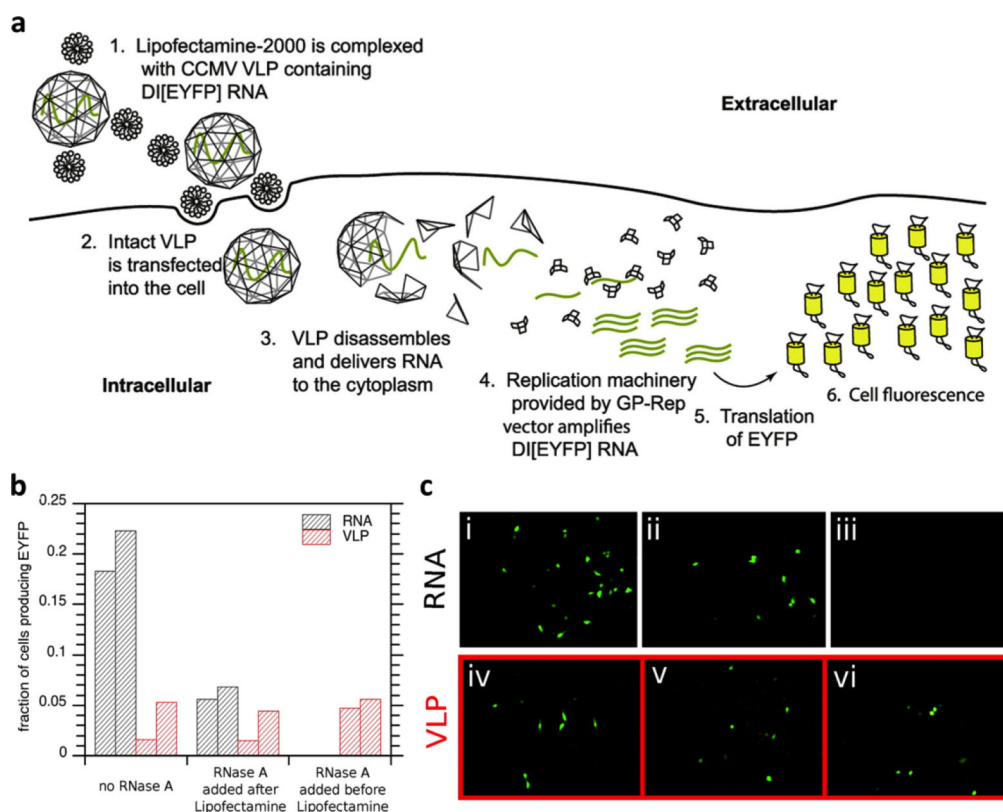 a
1. Lipofectamine-2000 is complexed
with CCMV VLP containing
DI[EYFP] RNA
Extracellular
2. Intact VLP
is transfected
into the cell
3. VLP disassembles
and delivers RNA
to the cytoplasm
Intracellular
4. Replication machinery
provided by GP-Rep
vector amplifies
DI[EYFP] RNA
5. Translation
of EYFP
6. Cell fluorescence
b
fraction of cells producing EYFP
0.25
0.2
0.15
0.1
0.05
0
RNA
VLP
no RNase A
RNase A
added after
Lipofectamine
RNase A
added before
Lipofectamine
c
RNA
i
ii
iii
VLP
iv
v
vi